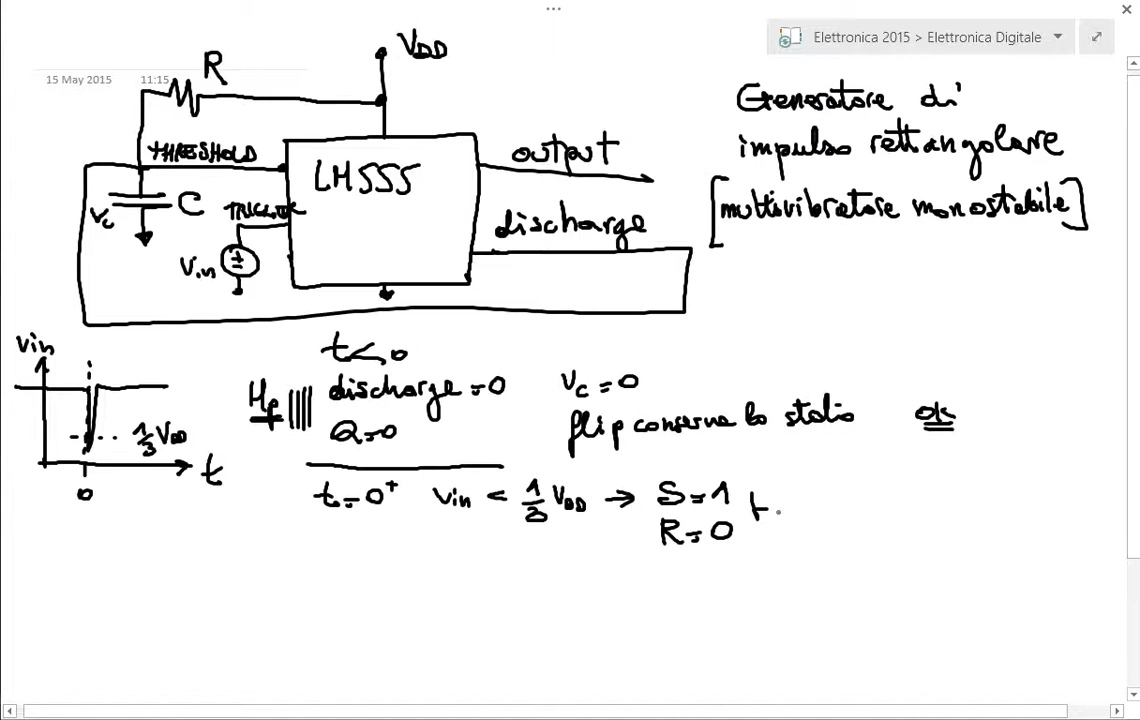 Elettronica 2015 > Elettronica Digitale
15 May 2015 11:15
R
VDD
Generatore di
impulso rettangolare
[multivibratore monostabile]
THRESHOLD
LM555
output
vc
C
TRIGGER
discharge
Vin
+
vin
1/3 VDD
t
0
t<0
Hp
discharge = 0
Q=0
vc = 0
flip conserva lo stato
ok
t=0+ vin < 1/3 VDD → S=1
R=0